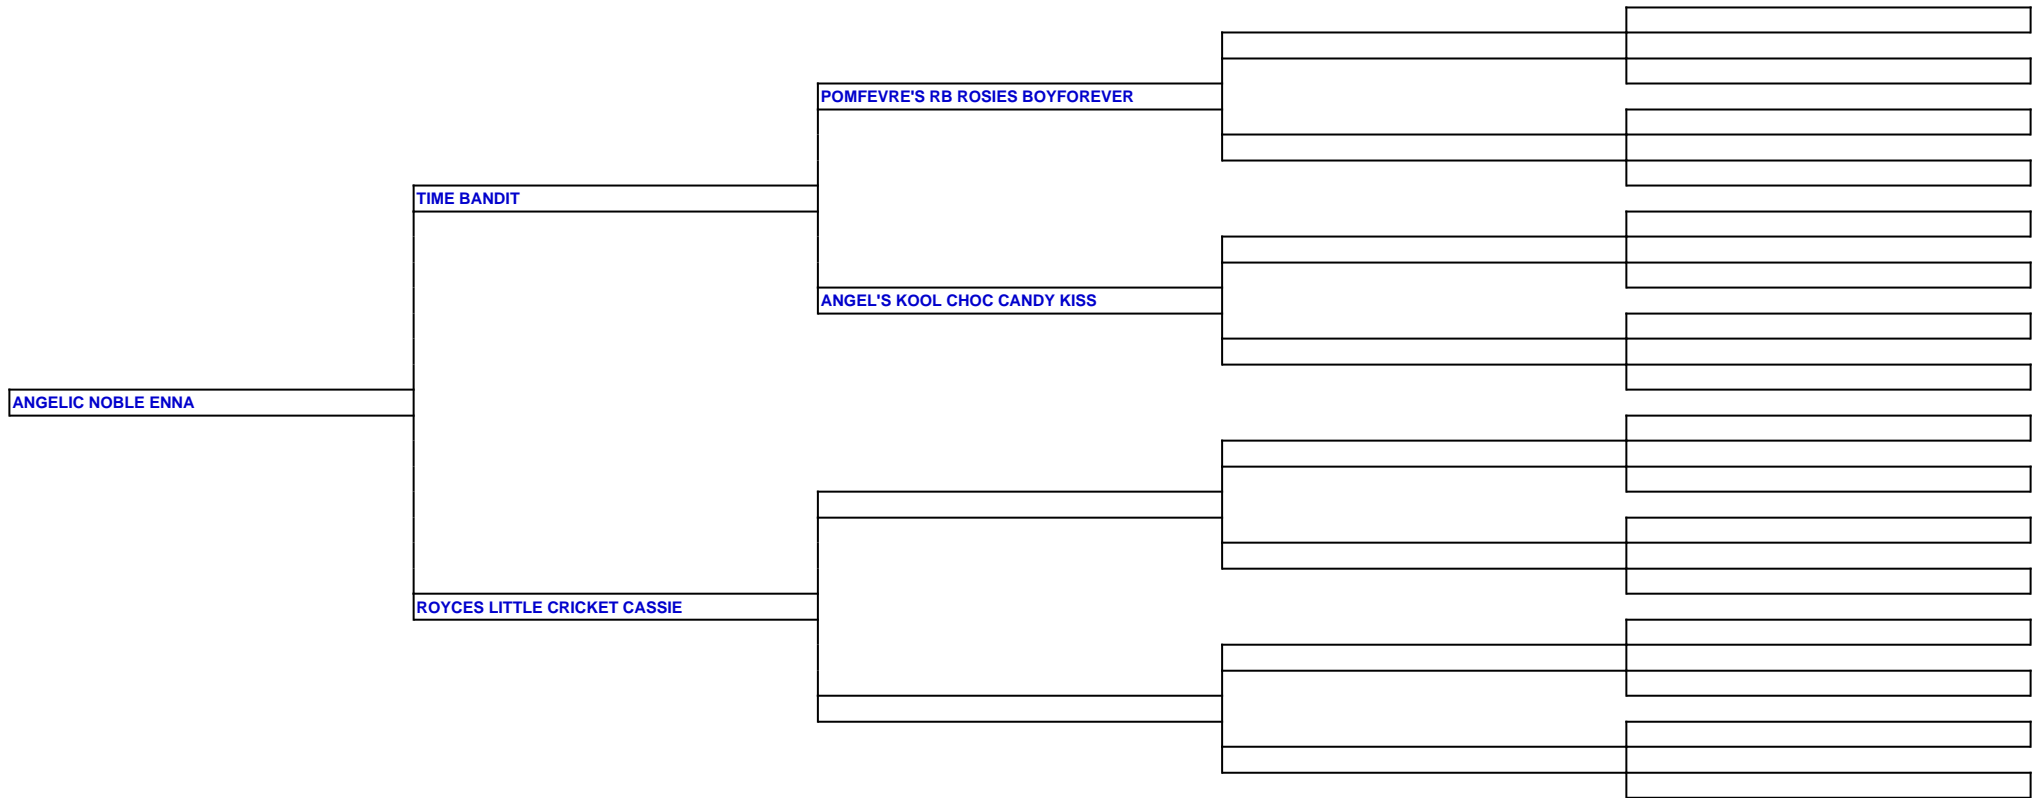 POMFEVRE'S RB ROSIES BOYFOREVER
TIME BANDIT
ANGEL'S KOOL CHOC CANDY KISS
ANGELIC NOBLE ENNA
ROYCES LITTLE CRICKET CASSIE